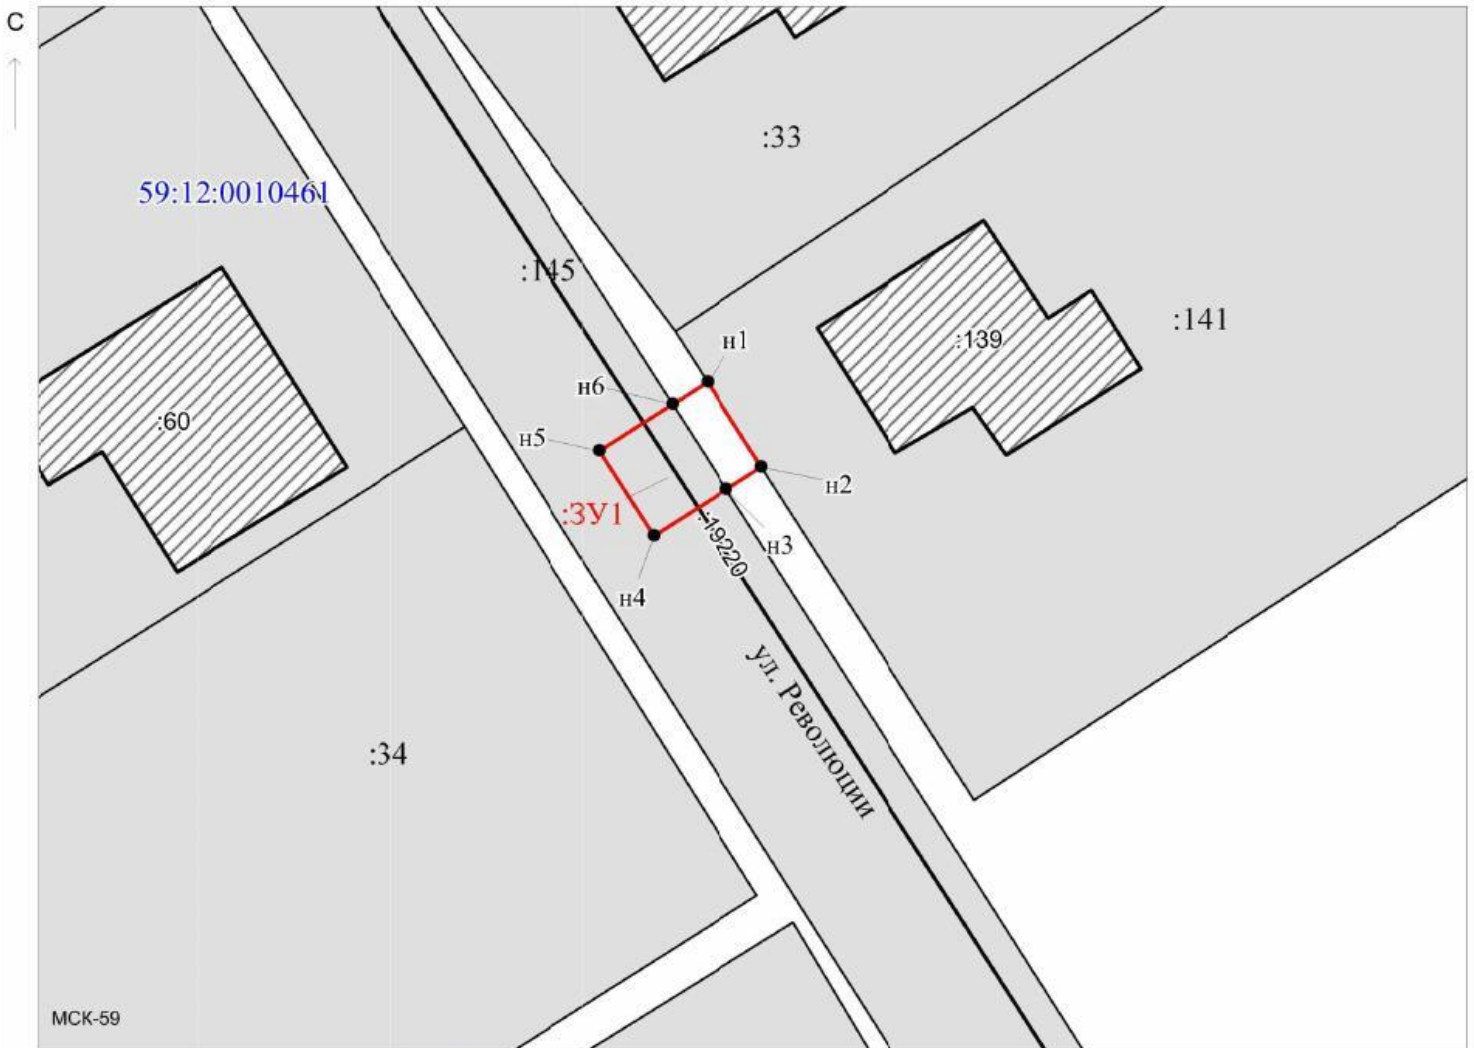 С
:33
59:12:0010461
:145
:141
н1
:139
н6
:60
н5
н2
:ЗУ1
:19220
н3
н4
ул. Революции
:34
МСК-59